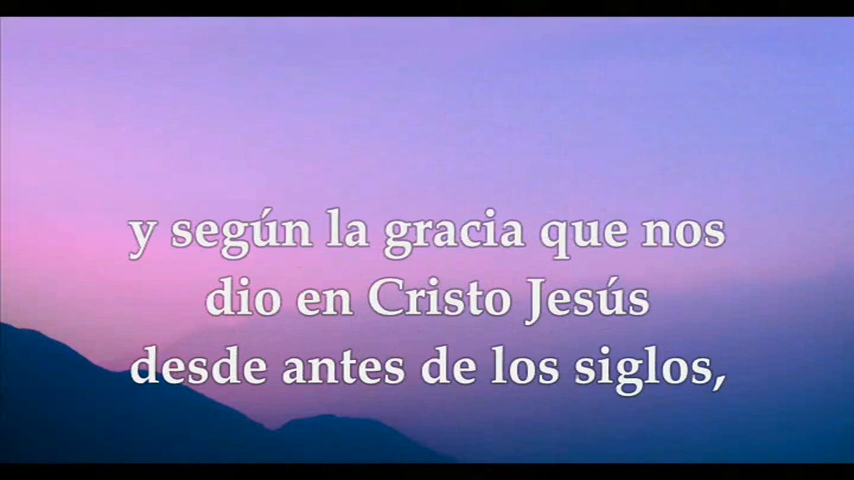 y según la gracia que nos
dio en Cristo Jesús
desde antes de los siglos,